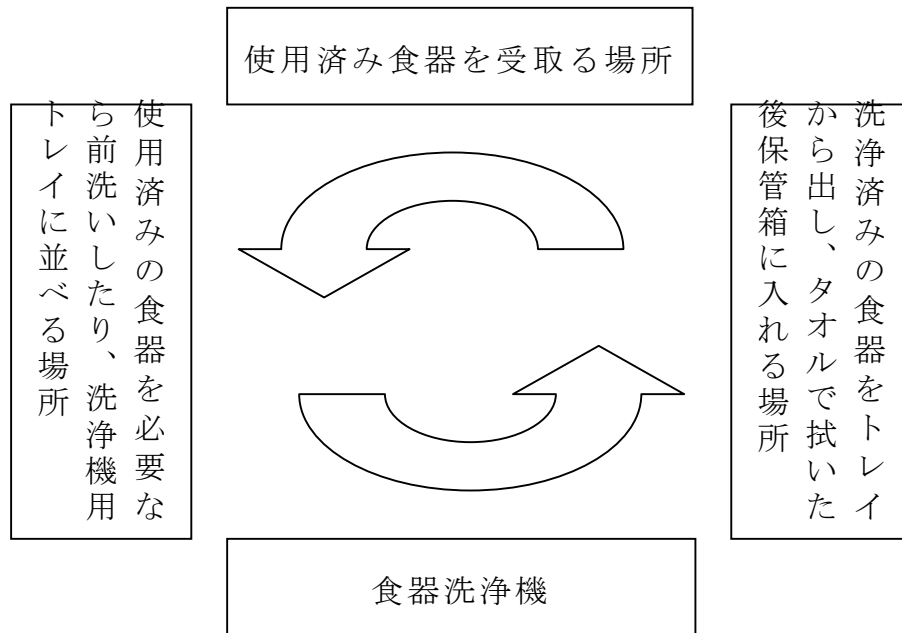 使用済み食器を受取る場所
使用済みの食器を必要な
ら前洗いしたり、洗浄機用
トレイに並べる場所
食器洗浄機
洗浄済みの食器をトレイ
から出し、タオルで拭いた
後保管箱に入れる場所